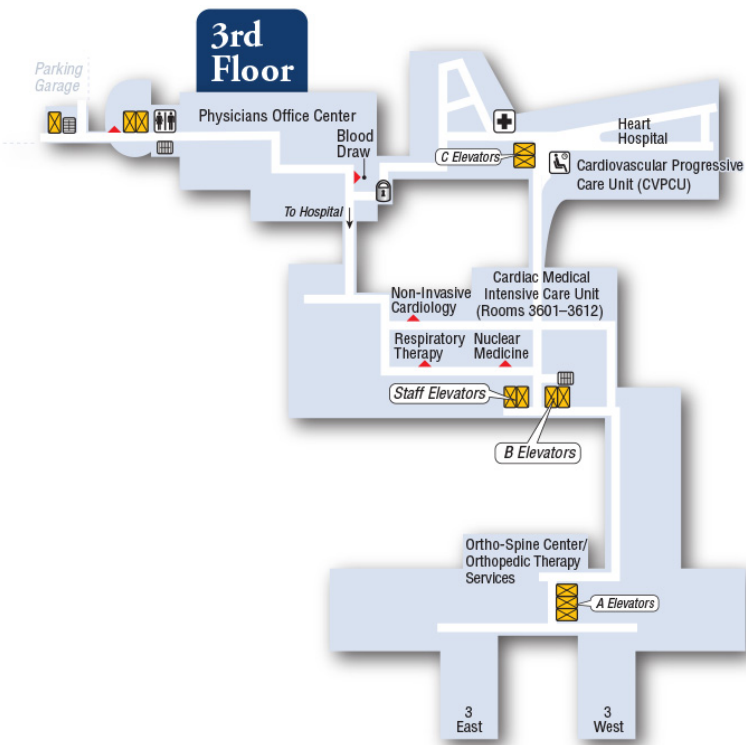 3rd
Floor
Parking
Garage
Physicians Office Center
Blood
Draw
C Elevators
Heart
Hospital
Cardiovascular Progressive
Care Unit (CVPCU)
To Hospital
Cardiac Medical
Intensive Care Unit
(Rooms 3601–3612)
Non-Invasive
Cardiology
Respiratory
Therapy
Nuclear
Medicine
Staff Elevators
B Elevators
Ortho-Spine Center/
Orthopedic Therapy
Services
A Elevators
3
East
3
West